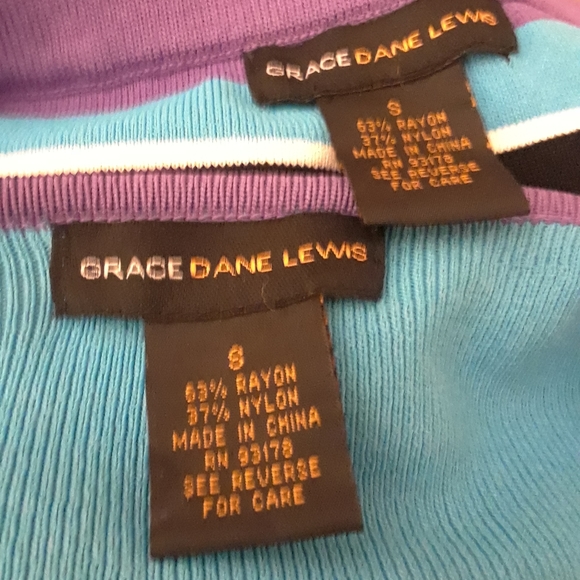 GRACE DANE LEWIS
S
63% RAYON
37% NYLON
MADE IN CHINA
RN 93178
SEE REVERSE
FOR CARE
GRACE DANE LEWIS
S
63% RAYON
37% NYLON
MADE IN CHINA
RN 93178
SEE REVERSE
FOR CARE